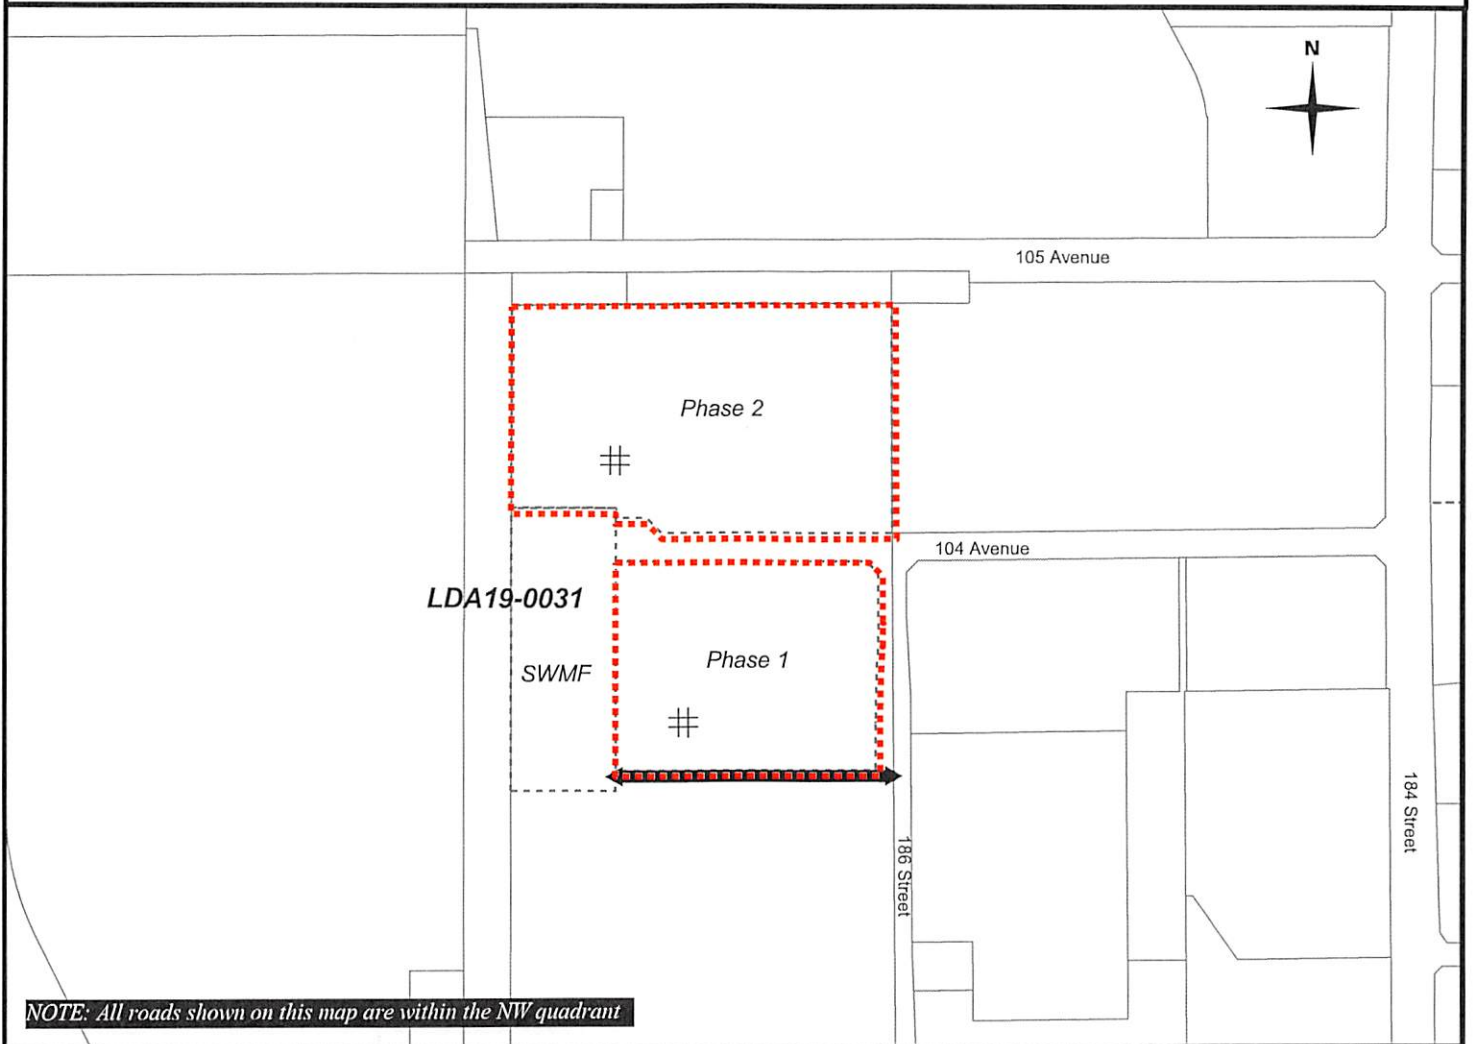 N
105 Avenue
Phase 2
104 Avenue
LDA19-0031
Phase 1
SWMF
184 Street
186 Street
NOTE: All roads shown on this map are within the NW quadrant